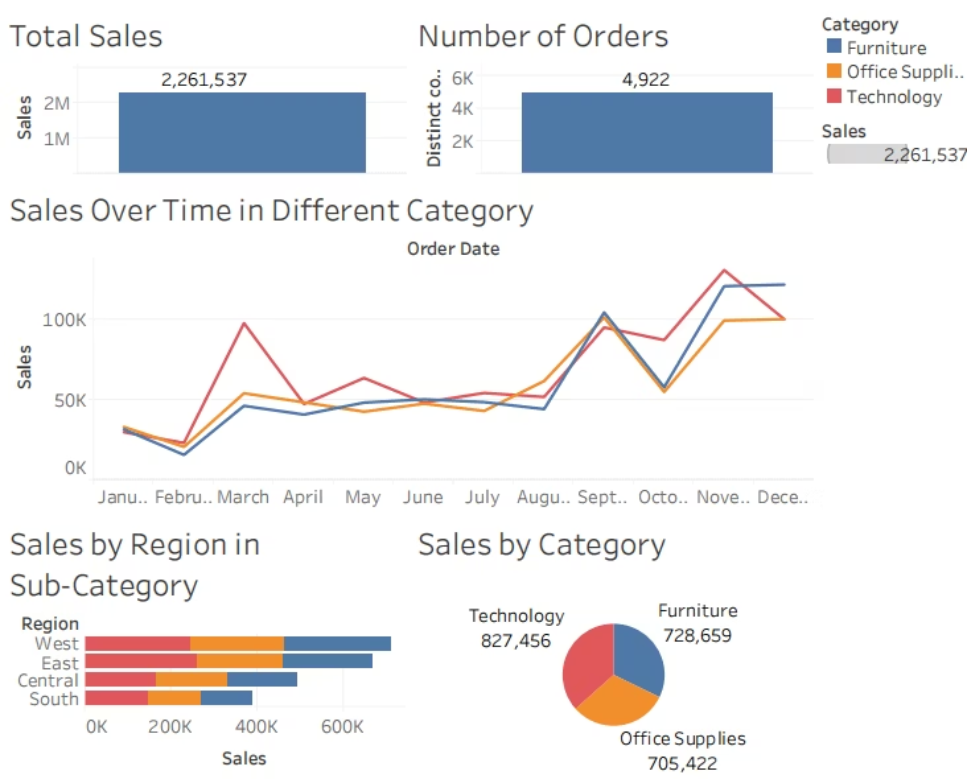 Total Sales
2,261,537
Sales
2M
1M
Number of Orders
4,922
Distinct co..
6K
4K
2K
Category
Furniture
Office Suppli..
Technology
Sales
2,261,537
Sales Over Time in Different Category
Order Date
Sales
100K
50K
0K
Janu.. Febru.. March April May June July Augu.. Sept.. Octo.. Nove.. Dece..
Sales by Region in
Sub-Category
Region
West
East
Central
South
0K 200K 400K 600K
Sales
Sales by Category
Technology
827,456
Furniture
728,659
Office Supplies
705,422